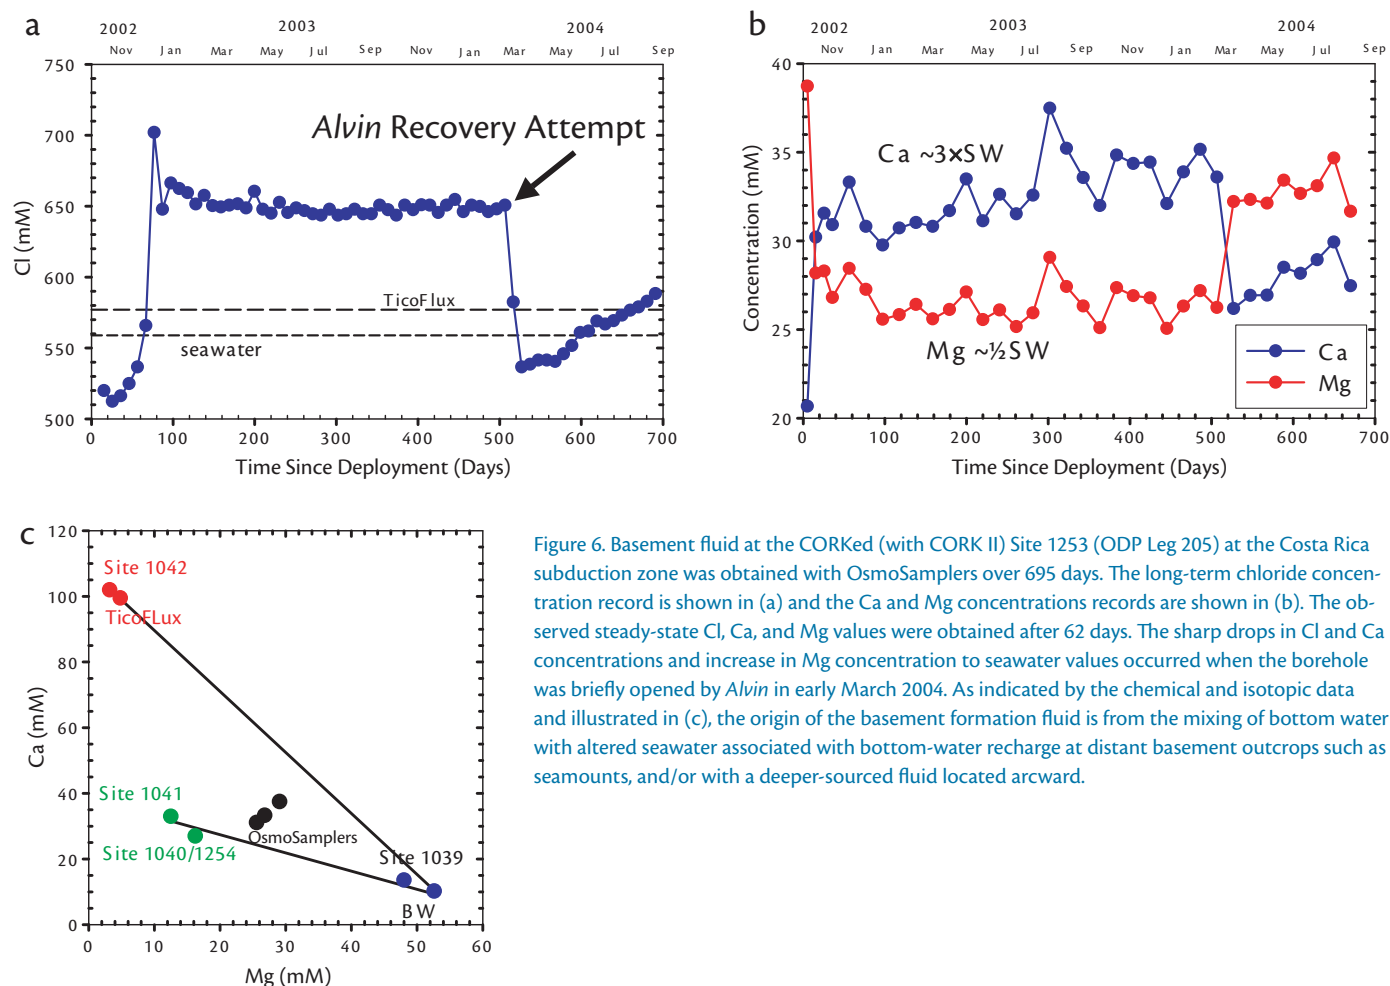 a
2002
2003
2004
Nov Jan Mar May Jul Sep Nov Jan Mar May Jul Sep
750
700
650
600
550
500
Cl (mM)
Alvin Recovery Attempt
TicoFlux
seawater
0 100 200 300 400 500 600 700
Time Since Deployment (Days)
b
2002
2003
2004
Nov Jan Mar May Jul Sep Nov Jan Mar May Jul Sep
40
35
30
25
20
Concentration (mM)
Ca ~3×SW
Mg ~½SW
Ca
Mg
0 100 200 300 400 500 600 700
Time Since Deployment (Days)
c
120
100
80
60
40
20
0
Ca (mM)
Site 1042
TicoFLux
Site 1041
OsmoSamplers
Site 1040/1254
Site 1039
BW
0 10 20 30 40 50 60
Mg (mM)
Figure 6. Basement fluid at the CORKed (with CORK II) Site 1253 (ODP Leg 205) at the Costa Rica
subduction zone was obtained with OsmoSamplers over 695 days. The long-term chloride concen-
tration record is shown in (a) and the Ca and Mg concentrations records are shown in (b). The ob-
served steady-state Cl, Ca, and Mg values were obtained after 62 days. The sharp drops in Cl and Ca
concentrations and increase in Mg concentration to seawater values occurred when the borehole
was briefly opened by Alvin in early March 2004. As indicated by the chemical and isotopic data
and illustrated in (c), the origin of the basement formation fluid is from the mixing of bottom water
with altered seawater associated with bottom-water recharge at distant basement outcrops such as
seamounts, and/or with a deeper-sourced fluid located arcward.